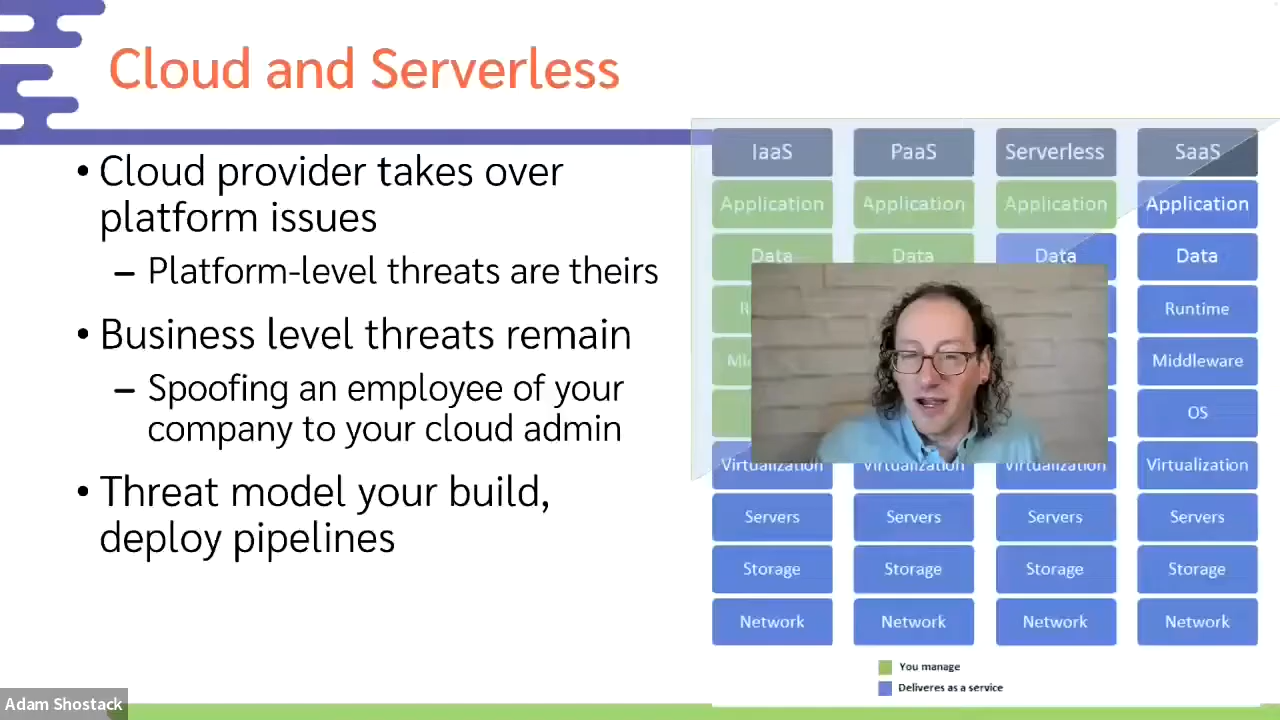 Cloud and Serverless
• Cloud provider takes over
platform issues
– Platform-level threats are theirs
• Business level threats remain
– Spoofing an employee of your
company to your cloud admin
• Threat model your build,
deploy pipelines
IaaS PaaS Serverless SaaS
Application Application Application Application
Data Data Data
Runtime
Middleware
OS
Virtualization Virtualization Virtualization Virtualization
Servers Servers Servers Servers
Storage Storage Storage Storage
Network Network Network Network
You manage
Deliveres as a service
Adam Shostack